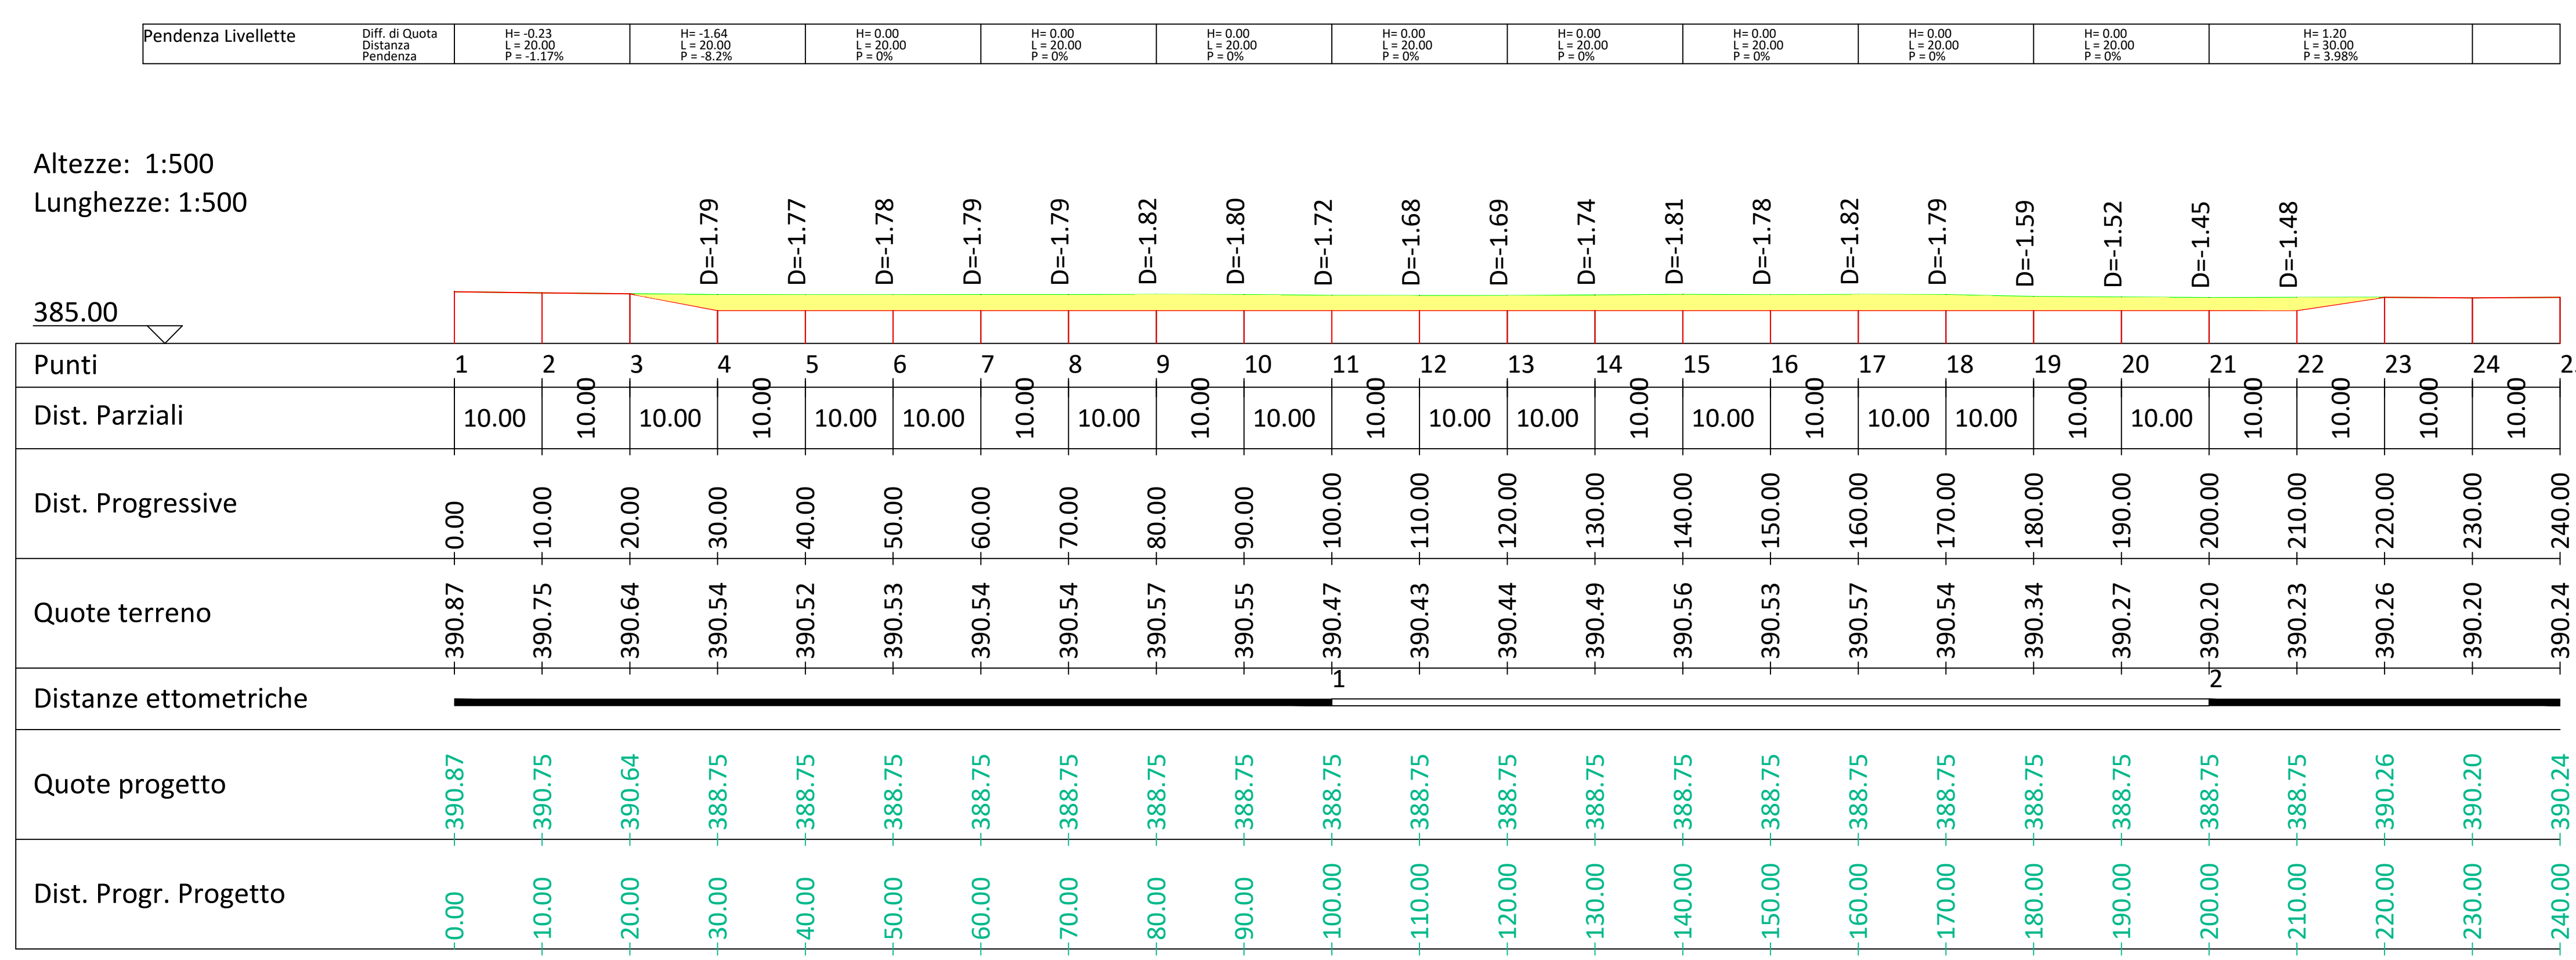 Pendenza Livellette
Diff. di Quota
Distanza
Pendenza
H= -0.23
L = 20.00
P = -1.17%
H= -1.64
L = 20.00
P = -8.2%
H= 0.00
L = 20.00
P = 0%
H= 0.00
L = 20.00
P = 0%
H= 0.00
L = 20.00
P = 0%
H= 0.00
L = 20.00
P = 0%
H= 0.00
L = 20.00
P = 0%
H= 0.00
L = 20.00
P = 0%
H= 0.00
L = 20.00
P = 0%
H= 0.00
L = 20.00
P = 0%
H= 1.20
L = 30.00
P = 3.98%
Altezze: 1:500
Lunghezze: 1:500
D=-1.79 D=-1.77 D=-1.78 D=-1.79 D=-1.79 D=-1.82 D=-1.80 D=-1.72 D=-1.68 D=-1.69 D=-1.74 D=-1.81 D=-1.78 D=-1.82 D=-1.79 D=-1.59 D=-1.52 D=-1.45 D=-1.48
385.00
Punti 1 2 3 4 5 6 7 8 9 10 11 12 13 14 15 16 17 18 19 20 21 22 23 24 2
Dist. Parziali 10.00 10.00 10.00 10.00 10.00 10.00 10.00 10.00 10.00 10.00 10.00 10.00 10.00 10.00 10.00 10.00 10.00 10.00 10.00 10.00 10.00 10.00 10.00 10.00
Dist. Progressive 0.00 10.00 20.00 30.00 40.00 50.00 60.00 70.00 80.00 90.00 100.00 110.00 120.00 130.00 140.00 150.00 160.00 170.00 180.00 190.00 200.00 210.00 220.00 230.00 240.00
Quote terreno 390.87 390.75 390.64 390.54 390.52 390.53 390.54 390.54 390.57 390.55 390.47 390.43 390.44 390.49 390.56 390.53 390.57 390.54 390.34 390.27 390.20 390.23 390.26 390.20 390.24
Distanze ettometriche 1 2
Quote progetto 390.87 390.75 390.64 388.75 388.75 388.75 388.75 388.75 388.75 388.75 388.75 388.75 388.75 388.75 388.75 388.75 388.75 388.75 388.75 388.75 388.75 388.75 390.26 390.20 390.24
Dist. Progr. Progetto 0.00 10.00 20.00 30.00 40.00 50.00 60.00 70.00 80.00 90.00 100.00 110.00 120.00 130.00 140.00 150.00 160.00 170.00 180.00 190.00 200.00 210.00 220.00 230.00 240.00